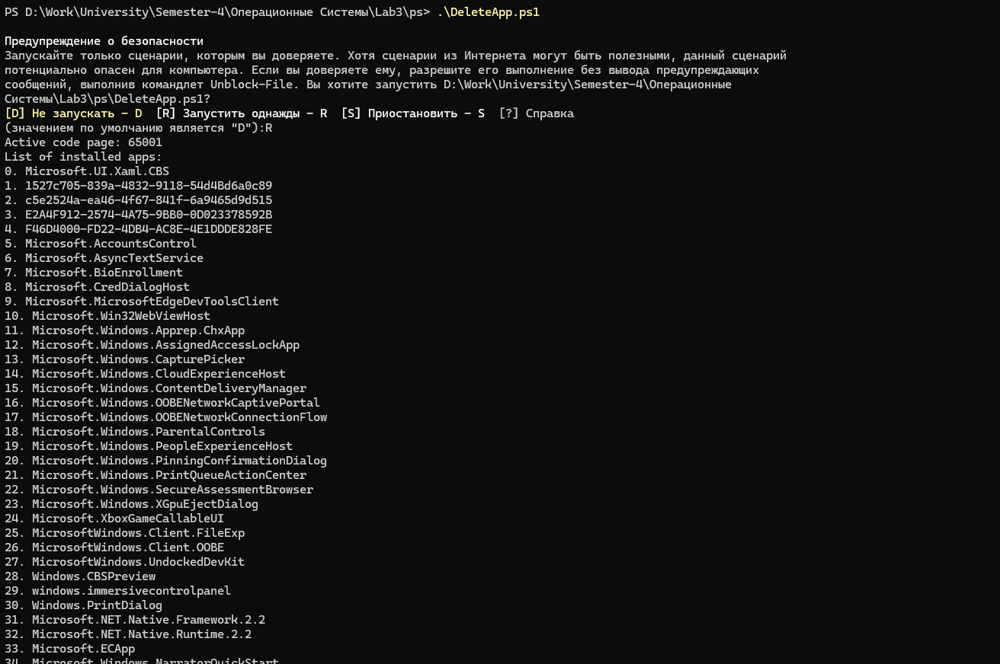 PS D:\Work\University\Semester-4\Операционные Системы\Lab3\ps> .\DeleteApp.ps1
Предупреждение о безопасности
Запускайте только сценарии, которым вы доверяете. Хотя сценарии из Интернета могут быть полезными, данный сценарий
потенциально опасен для компьютера. Если вы доверяете ему, разрешите его выполнение без вывода предупреждающих
сообщений, выполнив командлет Unblock-File. Вы хотите запустить D:\Work\University\Semester-4\Операционные
Системы\Lab3\ps\DeleteApp.ps1?
[D] Не запускать - D  [R] Запустить однажды - R  [S] Приостановить - S  [?] Справка
(значением по умолчанию является "D"):R
Active code page: 65001
List of installed apps:
0. Microsoft.UI.Xaml.CBS
1. 1527c705-839a-4832-9118-54d4Bd6a0c89
2. c5e2524a-ea46-4f67-841f-6a9465d9d515
3. E2A4F912-2574-4A75-9BB0-0D023378592B
4. F46D4000-FD22-4DB4-AC8E-4E1DDDE828FE
5. Microsoft.AccountsControl
6. Microsoft.AsyncTextService
7. Microsoft.BioEnrollment
8. Microsoft.CredDialogHost
9. Microsoft.MicrosoftEdgeDevToolsClient
10. Microsoft.Win32WebViewHost
11. Microsoft.Windows.Apprep.ChxApp
12. Microsoft.Windows.AssignedAccessLockApp
13. Microsoft.Windows.CapturePicker
14. Microsoft.Windows.CloudExperienceHost
15. Microsoft.Windows.ContentDeliveryManager
16. Microsoft.Windows.OOBENetworkCaptivePortal
17. Microsoft.Windows.OOBENetworkConnectionFlow
18. Microsoft.Windows.ParentalControls
19. Microsoft.Windows.PeopleExperienceHost
20. Microsoft.Windows.PinningConfirmationDialog
21. Microsoft.Windows.PrintQueueActionCenter
22. Microsoft.Windows.SecureAssessmentBrowser
23. Microsoft.Windows.XGpuEjectDialog
24. Microsoft.XboxGameCallableUI
25. MicrosoftWindows.Client.FileExp
26. MicrosoftWindows.Client.OOBE
27. MicrosoftWindows.UndockedDevKit
28. Windows.CBSPreview
29. windows.immersivecontrolpanel
30. Windows.PrintDialog
31. Microsoft.NET.Native.Framework.2.2
32. Microsoft.NET.Native.Runtime.2.2
33. Microsoft.ECApp
34. Microsoft.Windows.NarratorQuickStart